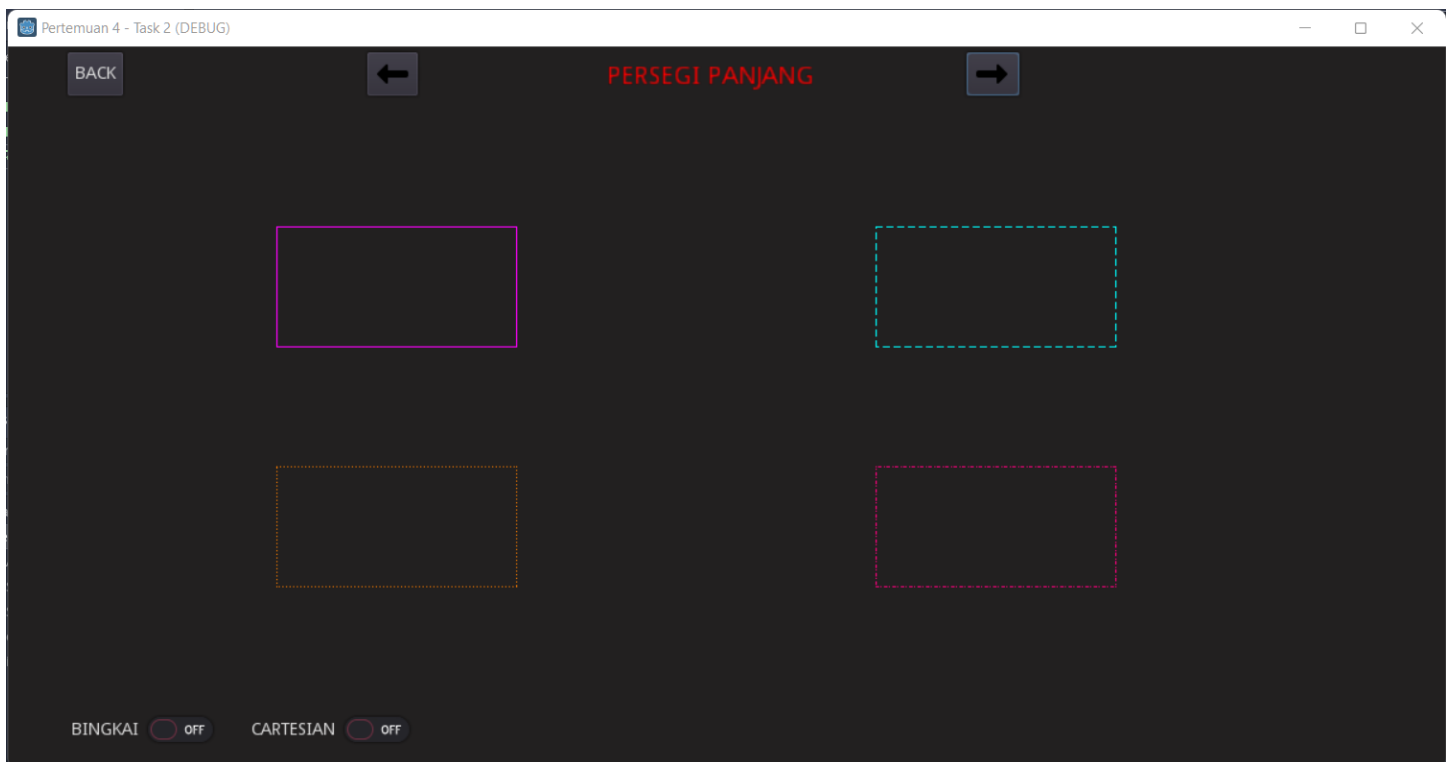 Pertemuan 4 - Task 2 (DEBUG)
BACK
PERSEGI PANJANG
BINGKAI OFF CARTESIAN OFF